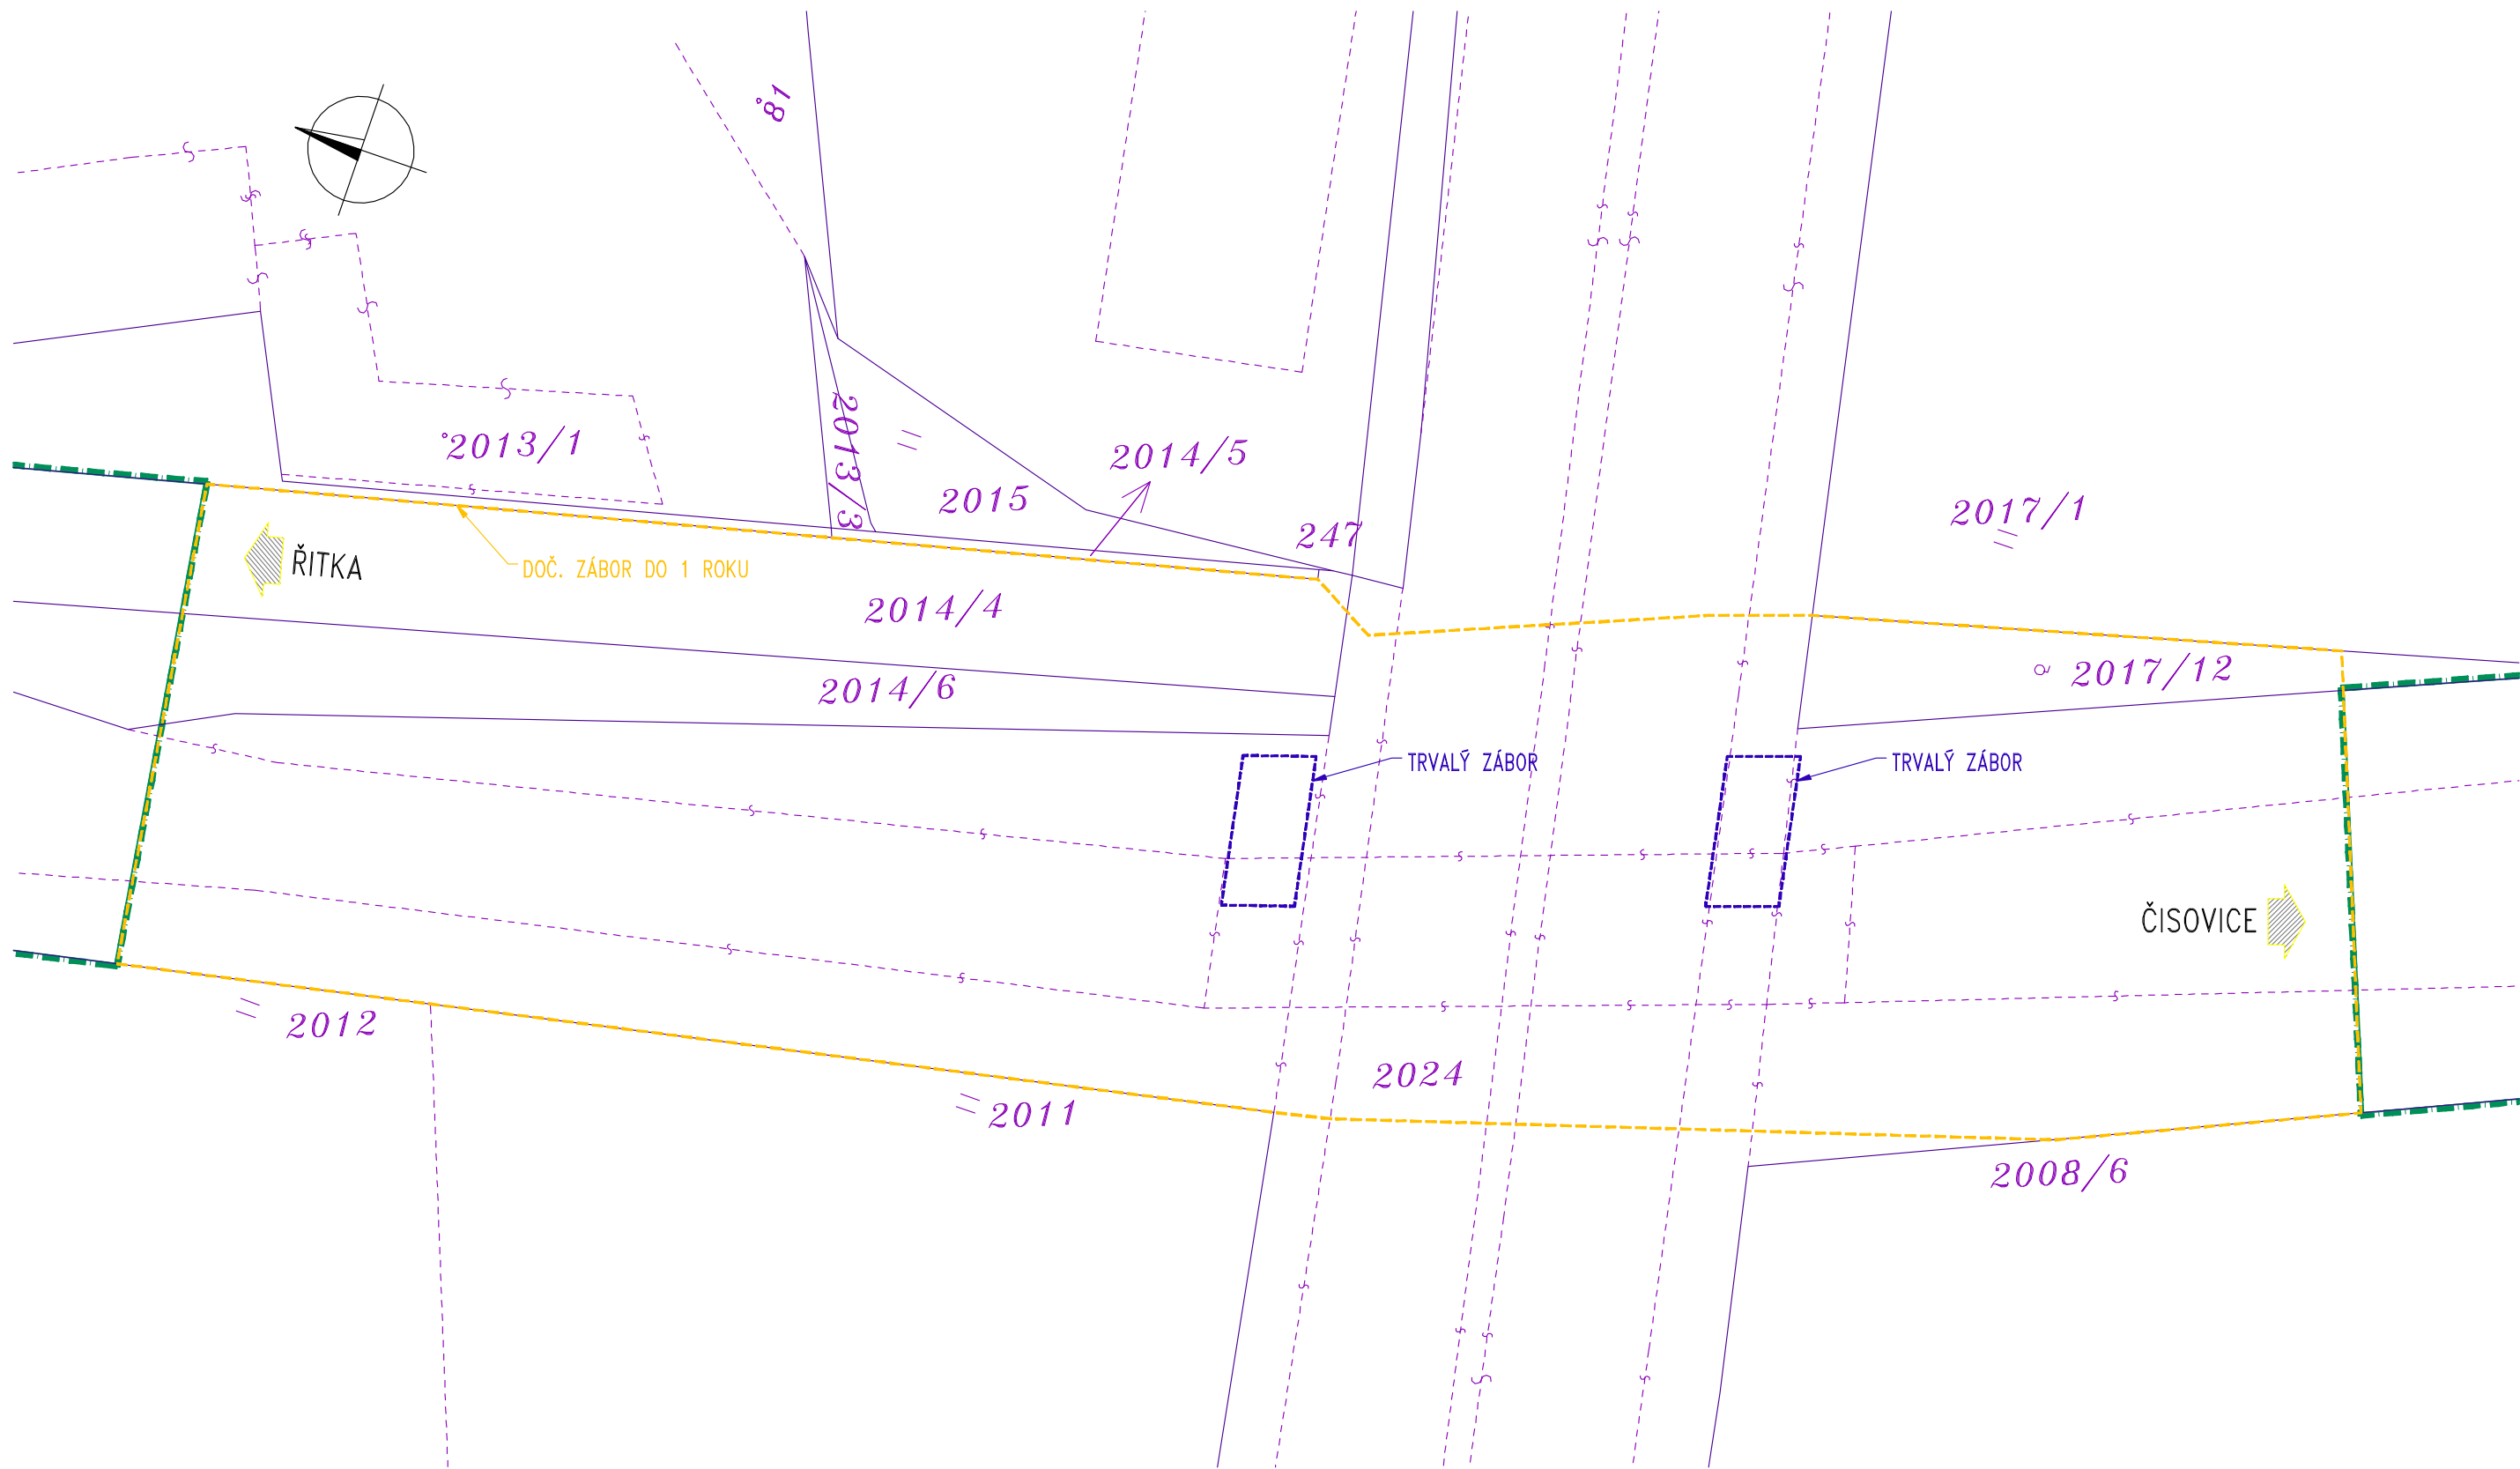 81
2013/1
2013/3
2015
2014/5
247
2017/1
ŘITKA
DOČ. ZÁBOR DO 1 ROKU
2014/4
2014/6
2017/12
TRVALÝ ZÁBOR
TRVALÝ ZÁBOR
ČISOVICE
2012
2024
2011
2008/6